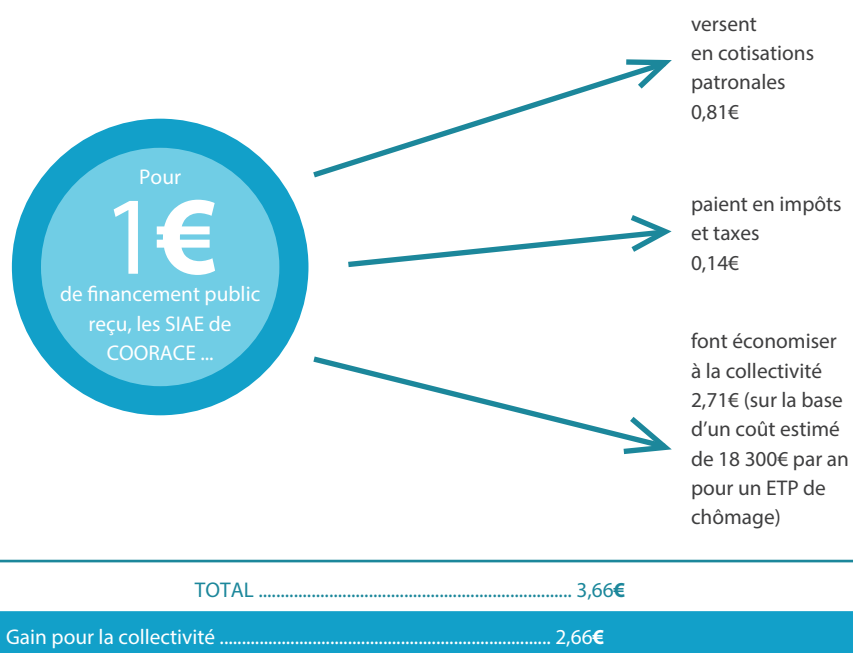 Pour
1€
de financement public
reçu, les SIAE de
COORACE ...
versent
en cotisations
patronales
0,81€
paient en impôts
et taxes
0,14€
font économiser
à la collectivité
2,71€ (sur la base
d’un coût estimé
de 18 300€ par an
pour un ETP de
chômage)
TOTAL ...................................................................... 3,66€
Gain pour la collectivité .......................................................................... 2,66€